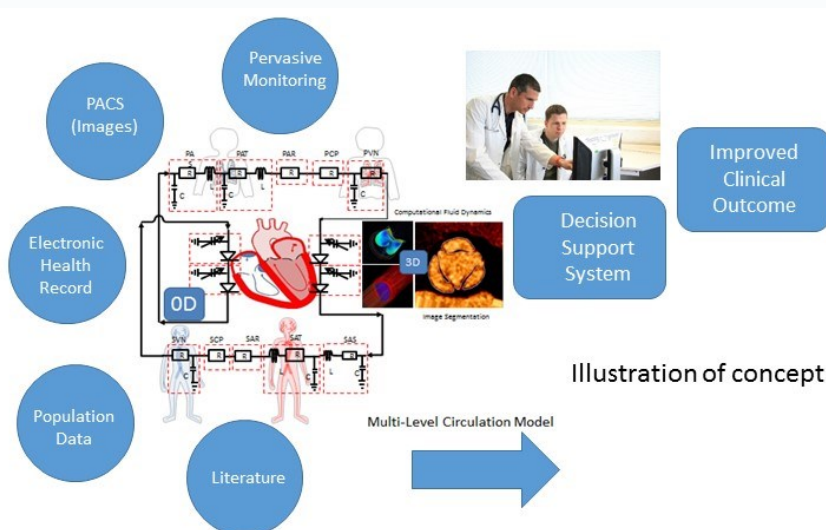 Pervasive
Monitoring
PACS
(Images)
Electronic
Health
Record
Population
Data
Literature
PA
S
PAT
PAR
PCP
PVN
R
L
R
L
R
R
R
C
C
C
0D
Computational Fluid Dynamics
3D
Image Segmentation
SVN
SCP
SAR
SAT
SAS
R
R
R
L
R
L
R
C
C
C
Multi-Level Circulation Model
Decision
Support
System
Improved
Clinical
Outcome
Illustration of concept